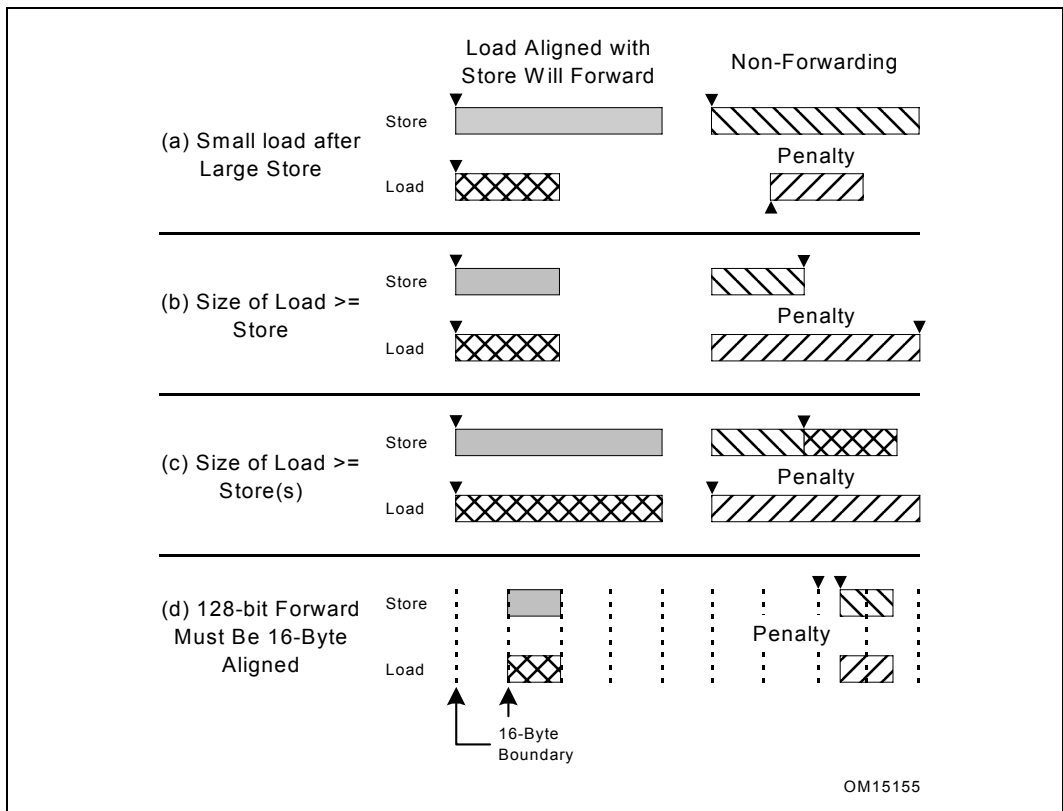 Load Aligned with
Store Will Forward
Non-Forwarding
(a) Small load after
Large Store
Store
Load
Penalty
(b) Size of Load >=
Store
Store
Load
Penalty
(c) Size of Load >=
Store(s)
Store
Load
Penalty
(d) 128-bit Forward
Must Be 16-Byte
Aligned
Store
Load
Penalty
16-Byte
Boundary
OM15155